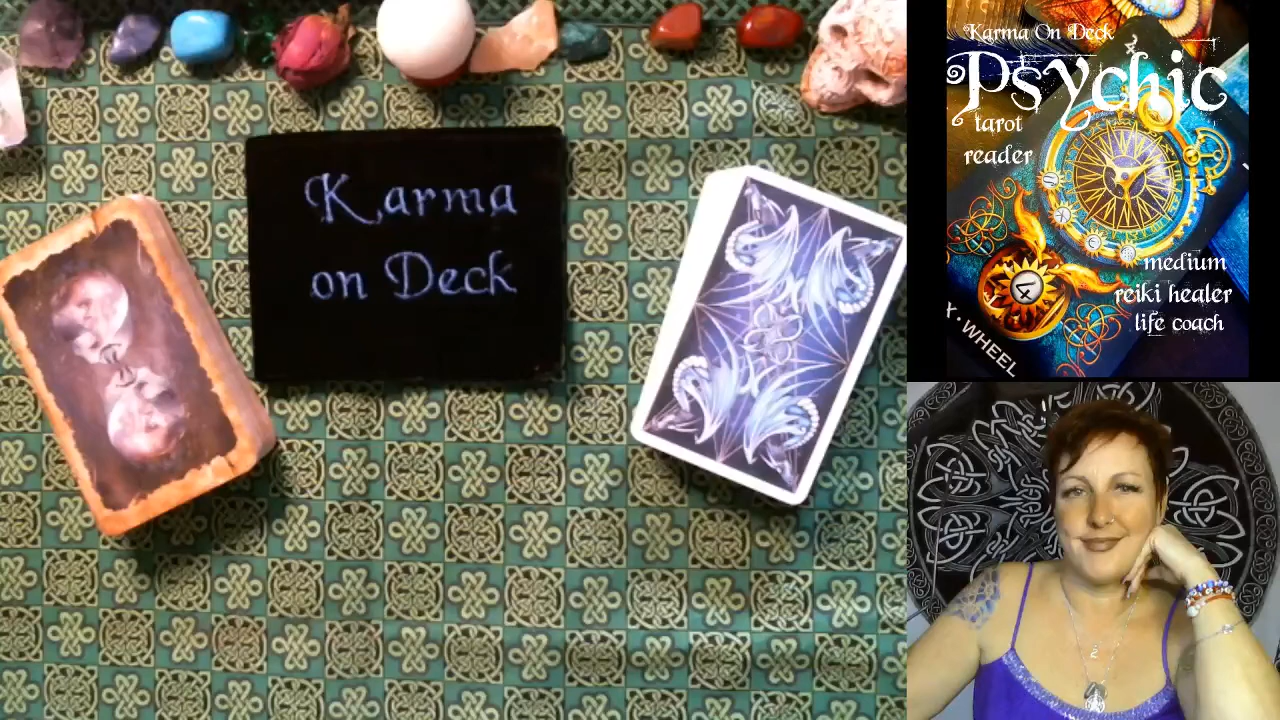 Karma
on Deck
Karma On Deck
Psychic
tarot
reader
medium
reiki healer
life coach
X • WHEEL